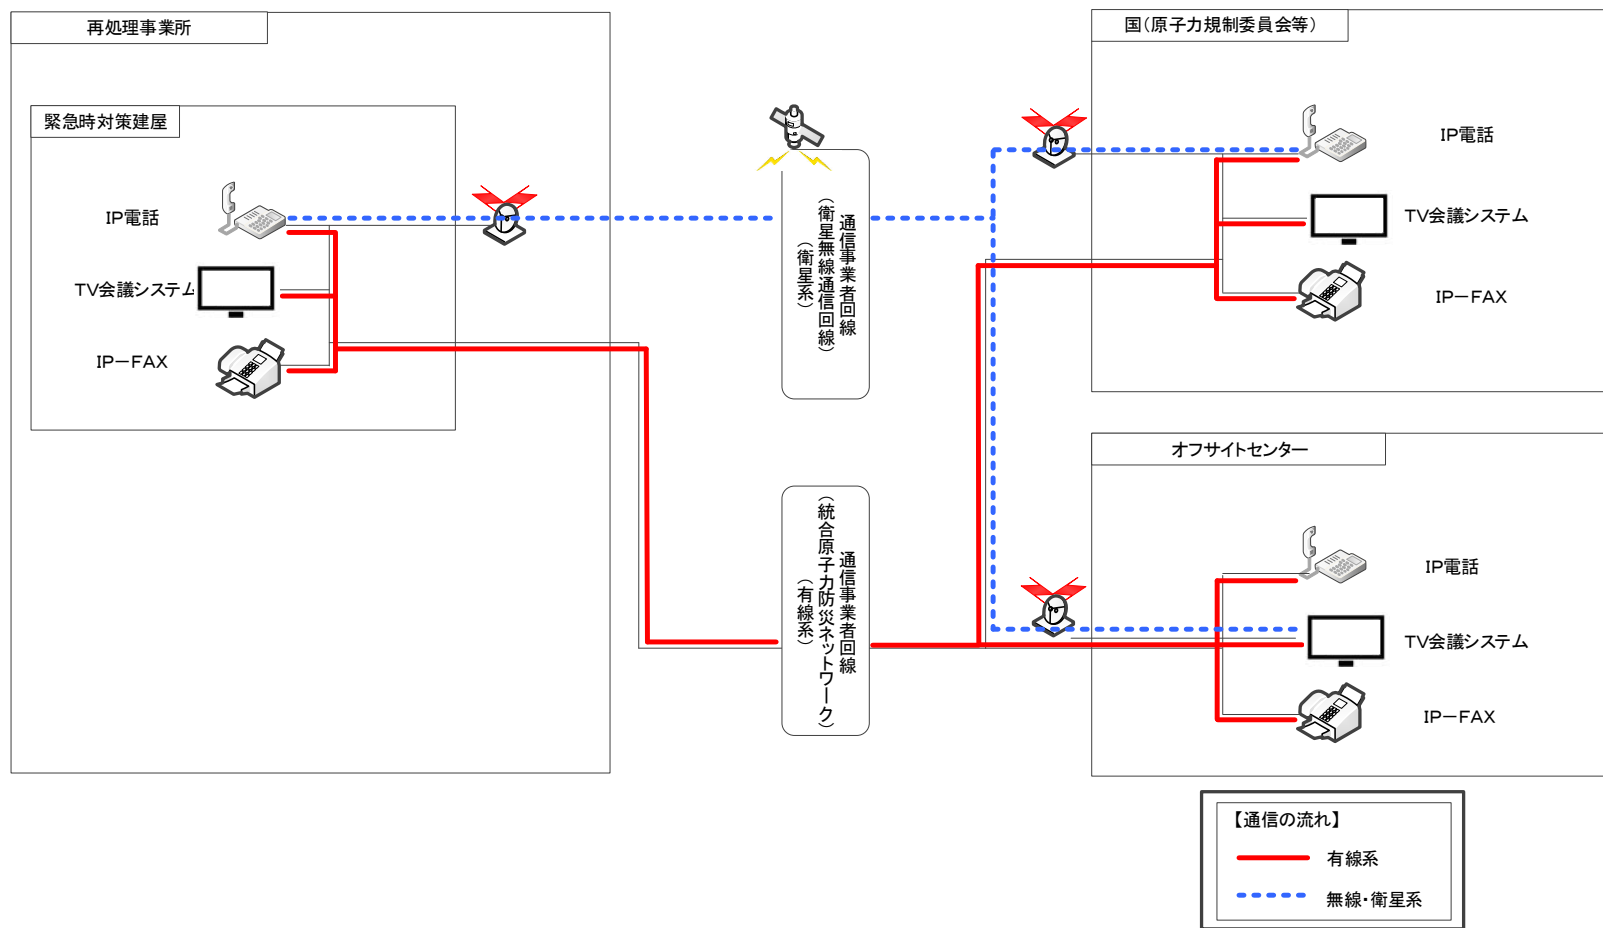 再処理事業所
緊急時対策建屋
IP電話
TV会議システム
IP－FAX
通信事業者回線
（衛星無線通信回線）
（衛星系）
通信事業者回線
（統合原子力防災ネットワーク）
（有線系）
国（原子力規制委員会等）
IP電話
TV会議システム
IP－FAX
オフサイトセンター
IP電話
TV会議システム
IP－FAX
【通信の流れ】
有線系
無線・衛星系